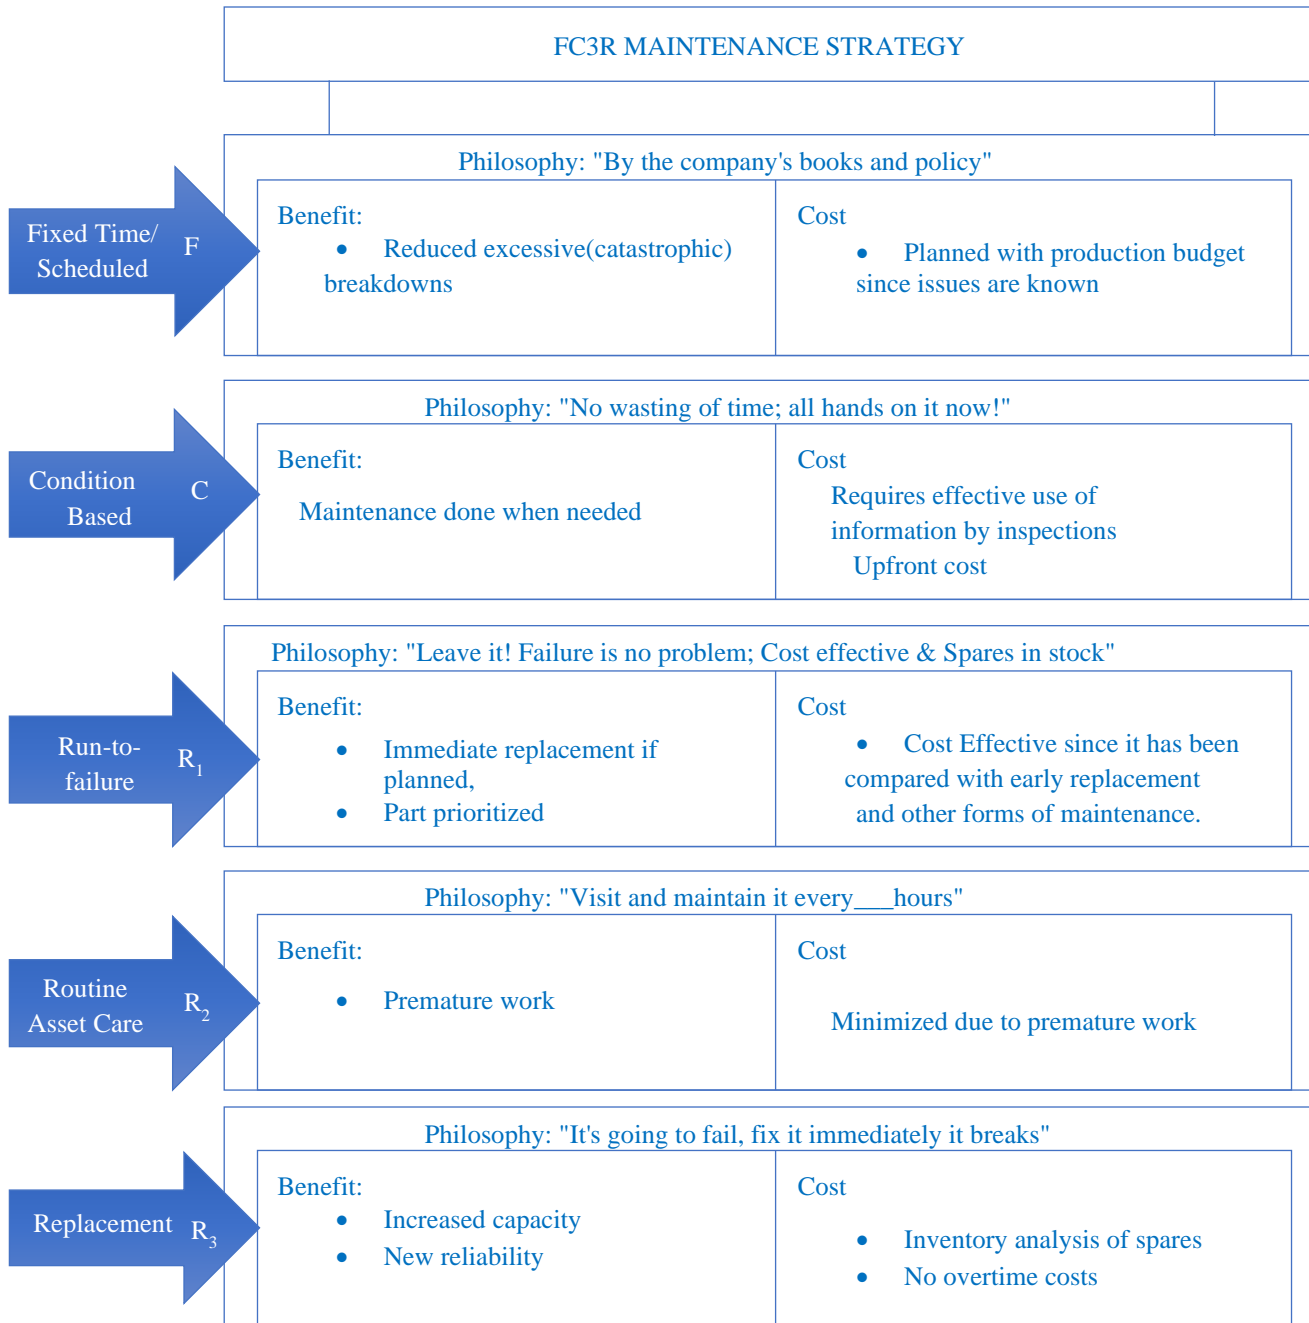 FC3R MAINTENANCE STRATEGY
Philosophy: "By the company's books and policy"
Fixed Time/
Scheduled
F
Benefit:
• Reduced excessive(catastrophic)
breakdowns
Cost
• Planned with production budget
since issues are known
Philosophy: "No wasting of time; all hands on it now!"
Condition
Based
C
Benefit:
Maintenance done when needed
Cost
Requires effective use of
information by inspections
Upfront cost
Philosophy: "Leave it! Failure is no problem; Cost effective & Spares in stock"
Run-to-
failure
R1
Benefit:
• Immediate replacement if
planned,
• Part prioritized
Cost
• Cost Effective since it has been
compared with early replacement
and other forms of maintenance.
Philosophy: "Visit and maintain it every___hours"
Routine
Asset Care
R2
Benefit:
• Premature work
Cost
Minimized due to premature work
Philosophy: "It's going to fail, fix it immediately it breaks"
Replacement
R3
Benefit:
• Increased capacity
• New reliability
Cost
• Inventory analysis of spares
• No overtime costs